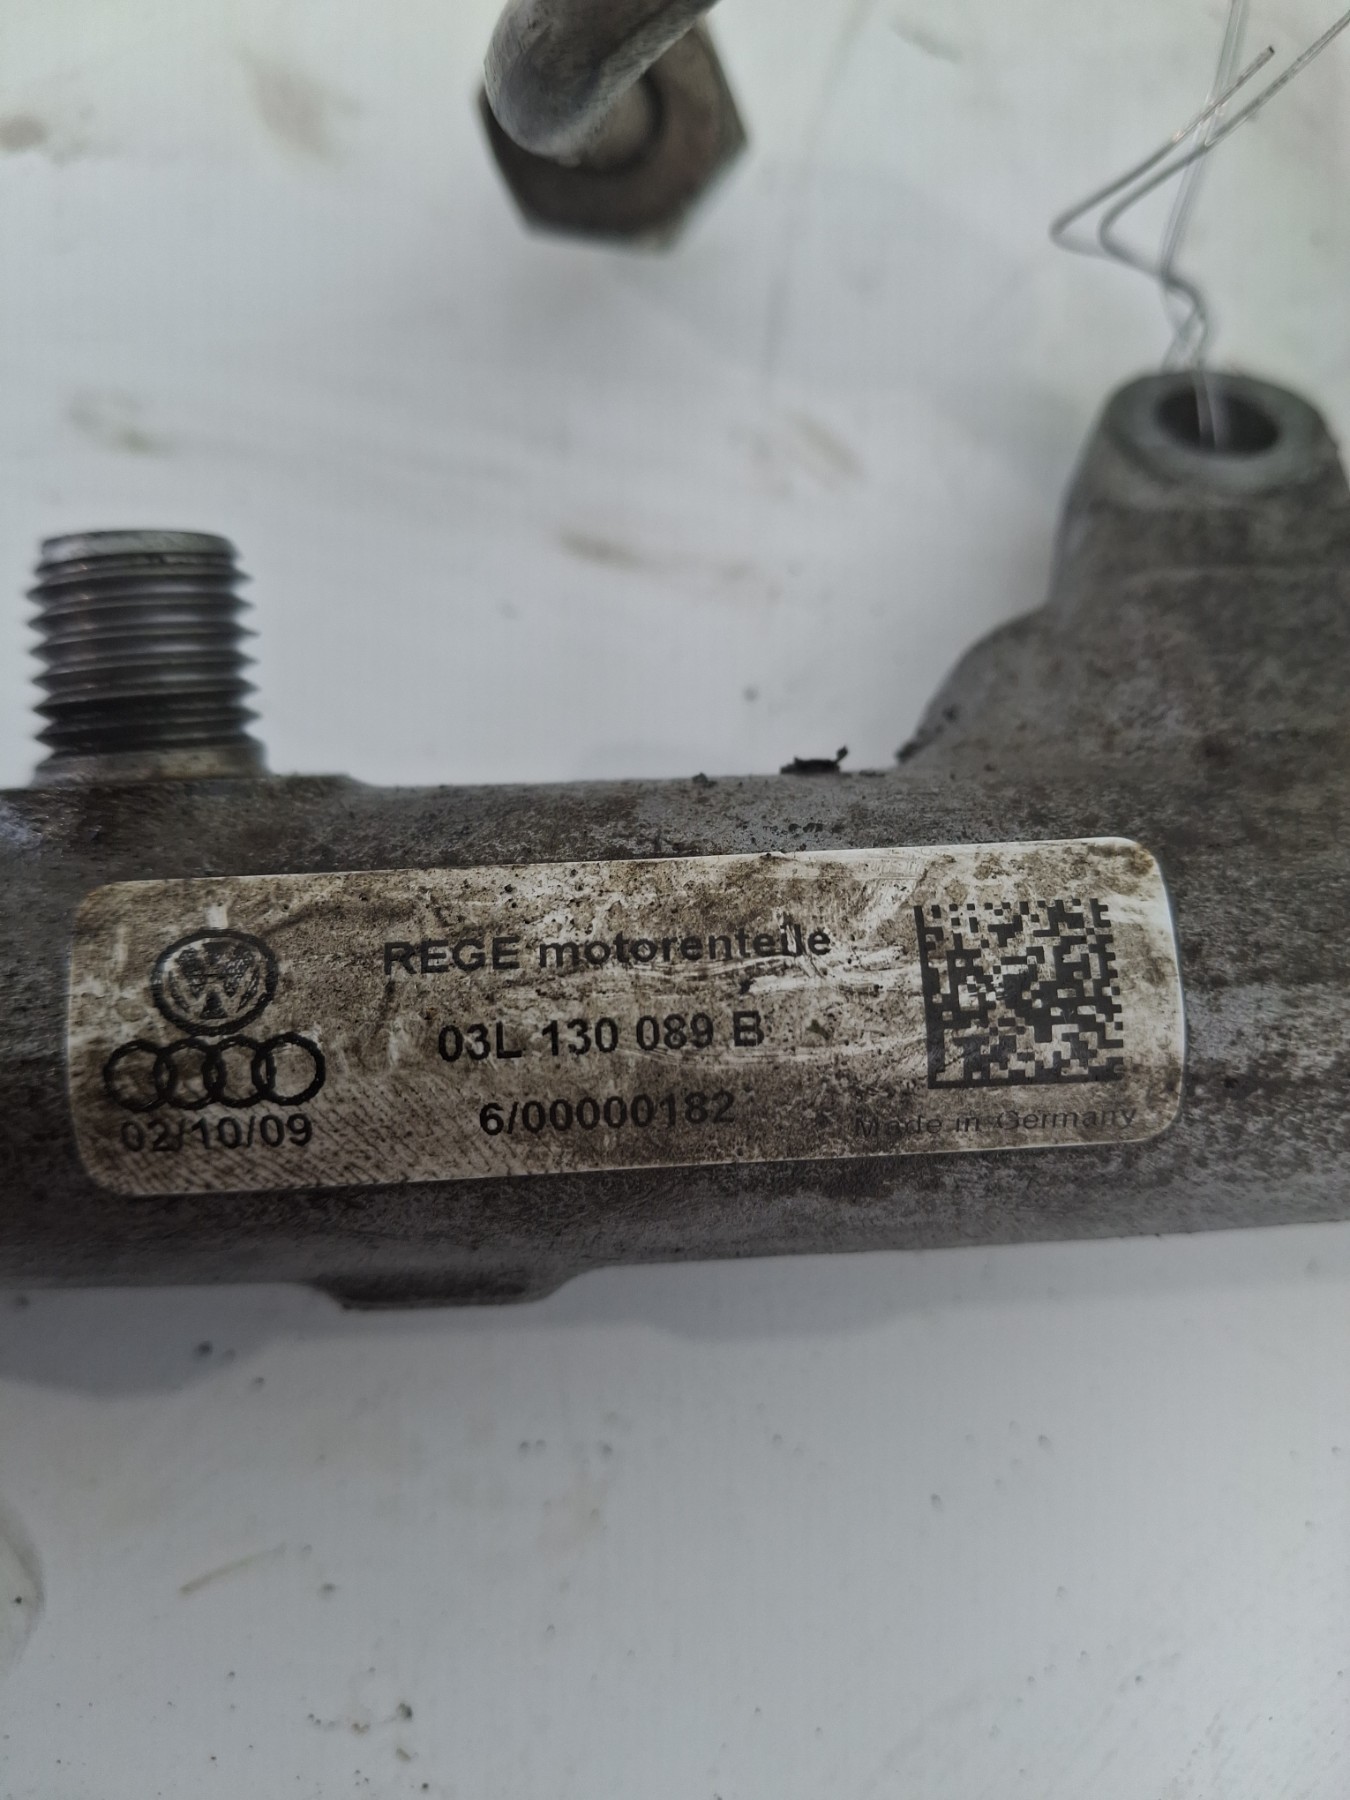 REGE motorenteile
03L 130 089 B
6/00000182
02/10/09
Made in Germany